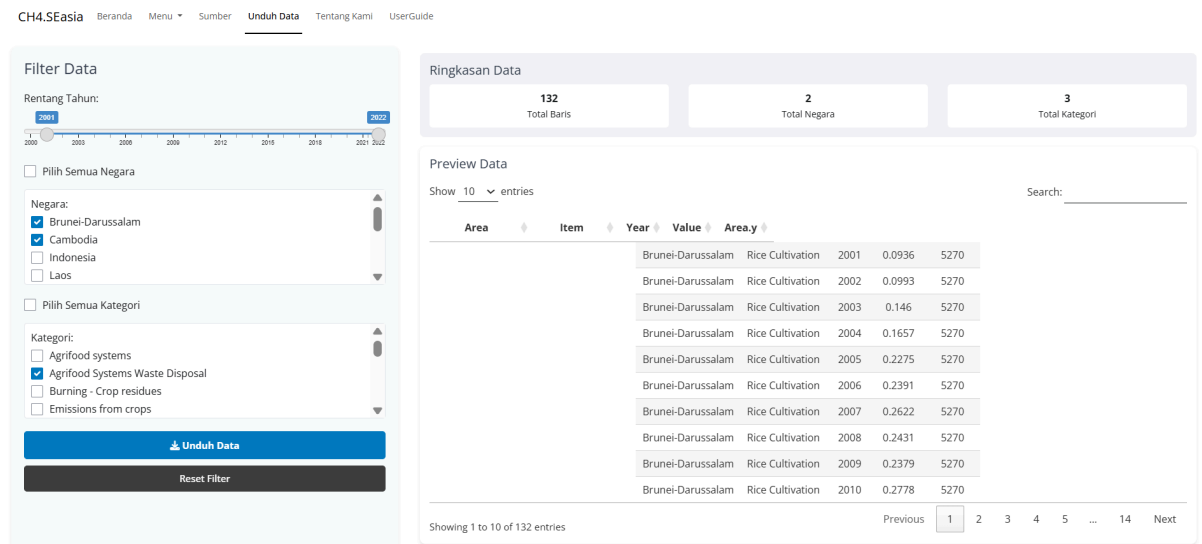 CH4.SEasia Beranda Menu Sumber Unduh Data Tentang Kami UserGuide
Filter Data
Rentang Tahun:
2001 2022
2000 2003 2006 2009 2012 2015 2018 2021 2022
Pilih Semua Negara
Negara:
Brunei-Darussalam
Cambodia
Indonesia
Laos
Pilih Semua Kategori
Kategori:
Agrifood systems
Agrifood Systems Waste Disposal
Burning - Crop residues
Emissions from crops
Unduh Data
Reset Filter
Ringkasan Data
132 2 3
Total Baris Total Negara Total Kategori
Preview Data
Show 10 entries Search:
Area Item Year Value Area.y
Brunei-Darussalam Rice Cultivation 2001 0.0936 5270
Brunei-Darussalam Rice Cultivation 2002 0.0993 5270
Brunei-Darussalam Rice Cultivation 2003 0.146 5270
Brunei-Darussalam Rice Cultivation 2004 0.1657 5270
Brunei-Darussalam Rice Cultivation 2005 0.2275 5270
Brunei-Darussalam Rice Cultivation 2006 0.2391 5270
Brunei-Darussalam Rice Cultivation 2007 0.2622 5270
Brunei-Darussalam Rice Cultivation 2008 0.2431 5270
Brunei-Darussalam Rice Cultivation 2009 0.2379 5270
Brunei-Darussalam Rice Cultivation 2010 0.2778 5270
Showing 1 to 10 of 132 entries Previous 1 2 3 4 5 ... 14 Next